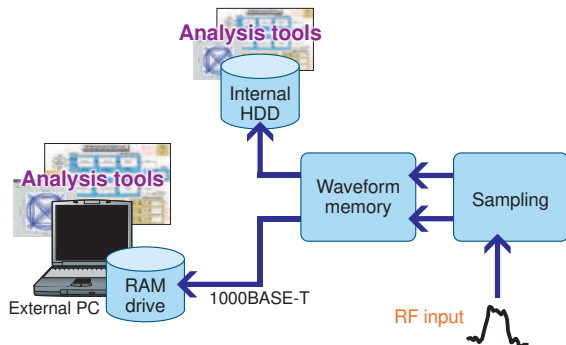 Analysis tools
Internal
HDD
Analysis tools
Waveform
memory
Sampling
RAM
drive
1000BASE-T
External PC
RF input